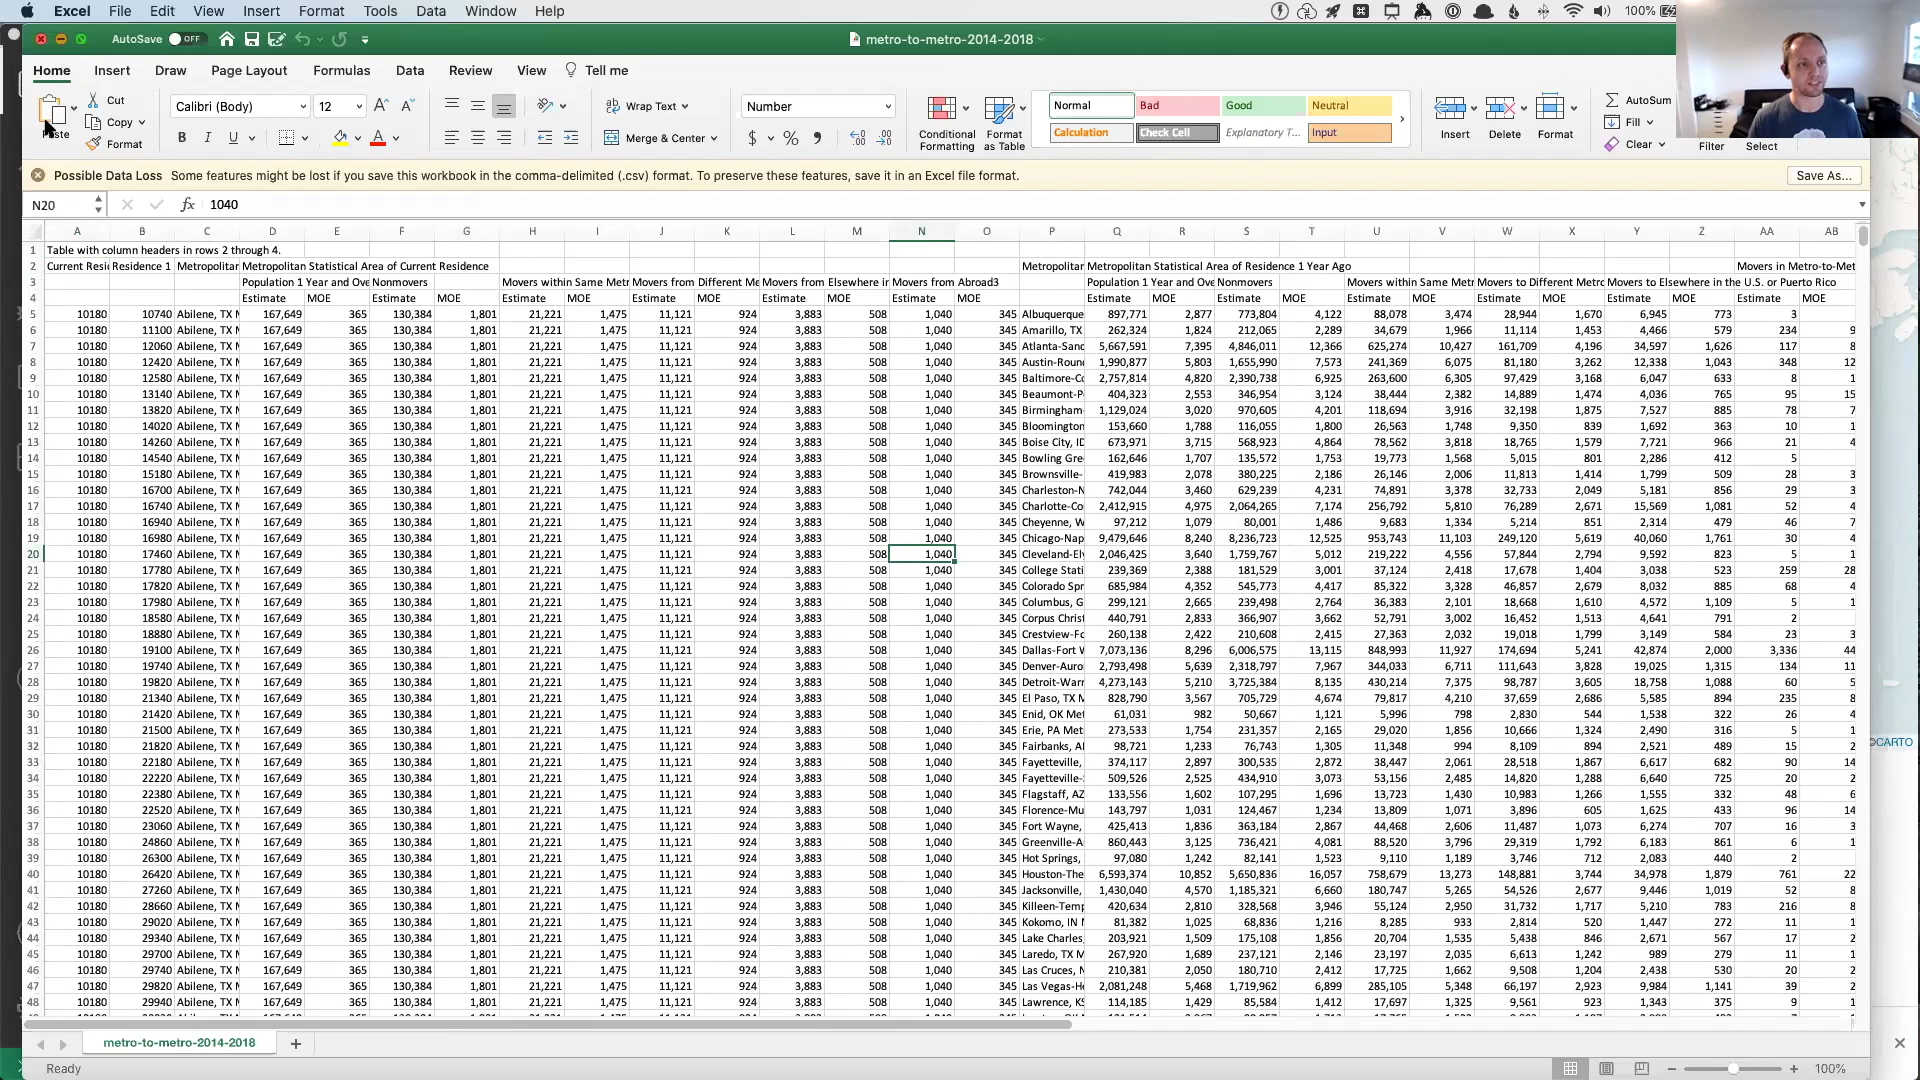 Excel File Edit View Insert Format Tools Data Window Help 100%
AutoSave OFF metro-to-metro-2014-2018
Home Insert Draw Page Layout Formulas Data Review View Tell me
Paste Cut Copy Format Calibri (Body) 12 Wrap Text Merge & Center Number Conditional Formatting Format as Table Normal Bad Good Neutral Calculation Check Cell Explanatory T... Input Insert Delete Format AutoSum Fill Clear Filter Select
Possible Data Loss Some features might be lost if you save this workbook in the comma-delimited (.csv) format. To preserve these features, save it in an Excel file format. Save As...
N20 fx 1040
A B C D E F G H I J K L M N O P Q R S T U V W X Y Z AA AB
1 Table with column headers in rows 2 through 4.
2 Current Resi Residence 1 Metropolitan Metropolitan Statistical Area of Current Residence Metropolitan Metropolitan Statistical Area of Residence 1 Year Ago Movers in Metro-to-Met
3 Population 1 Year and Ove Nonmovers Movers within Same Metr Movers from Different Me Movers from Elsewhere in Movers from Abroad3 Population 1 Year and Ove Nonmovers Movers within Same Metr Movers to Different Metro Movers to Elsewhere in the U.S. or Puerto Rico
4 Estimate MOE Estimate MOE Estimate MOE Estimate MOE Estimate MOE Estimate MOE Estimate MOE Estimate MOE Estimate MOE Estimate MOE Estimate MOE Estimate MOE
5 10180 10740 Abilene, TX M 167,649 365 130,384 1,801 21,221 1,475 11,121 924 3,883 508 1,040 345 Albuquerque 897,771 2,877 773,804 4,122 88,078 3,474 28,944 1,670 6,945 773 3
6 10180 11100 Abilene, TX M 167,649 365 130,384 1,801 21,221 1,475 11,121 924 3,883 508 1,040 345 Amarillo, TX 262,324 1,824 212,065 2,289 34,679 1,966 11,114 1,453 4,466 579 234 9
7 10180 12060 Abilene, TX M 167,649 365 130,384 1,801 21,221 1,475 11,121 924 3,883 508 1,040 345 Atlanta-Sand 5,667,591 7,395 4,846,011 12,366 625,274 10,427 161,709 4,196 34,597 1,626 117 8
8 10180 12420 Abilene, TX M 167,649 365 130,384 1,801 21,221 1,475 11,121 924 3,883 508 1,040 345 Austin-Round 1,990,877 5,803 1,655,990 7,573 241,369 6,075 81,180 3,262 12,338 1,043 348 12
9 10180 12580 Abilene, TX M 167,649 365 130,384 1,801 21,221 1,475 11,121 924 3,883 508 1,040 345 Baltimore-Co 2,757,814 4,820 2,390,738 6,925 263,600 6,305 97,429 3,168 6,047 633 8 1
10 10180 13140 Abilene, TX M 167,649 365 130,384 1,801 21,221 1,475 11,121 924 3,883 508 1,040 345 Beaumont-P 404,323 2,553 346,954 3,124 38,444 2,382 14,889 1,474 4,036 765 95 15
11 10180 13820 Abilene, TX M 167,649 365 130,384 1,801 21,221 1,475 11,121 924 3,883 508 1,040 345 Birmingham- 1,129,024 3,020 970,605 4,201 118,694 3,916 32,198 1,875 7,527 885 78 7
12 10180 14020 Abilene, TX M 167,649 365 130,384 1,801 21,221 1,475 11,121 924 3,883 508 1,040 345 Bloomington 153,660 1,788 116,055 1,800 26,563 1,748 9,350 839 1,692 363 10 1
13 10180 14260 Abilene, TX M 167,649 365 130,384 1,801 21,221 1,475 11,121 924 3,883 508 1,040 345 Boise City, ID 673,971 3,715 568,923 4,864 78,562 3,818 18,765 1,579 7,721 966 21 4
14 10180 14540 Abilene, TX M 167,649 365 130,384 1,801 21,221 1,475 11,121 924 3,883 508 1,040 345 Bowling Gre 162,646 1,707 135,572 1,753 19,773 1,568 5,015 801 2,286 412 5
15 10180 15180 Abilene, TX M 167,649 365 130,384 1,801 21,221 1,475 11,121 924 3,883 508 1,040 345 Brownsville- 419,983 2,078 380,225 2,186 26,146 2,006 11,813 1,414 1,799 509 28 3
16 10180 16700 Abilene, TX M 167,649 365 130,384 1,801 21,221 1,475 11,121 924 3,883 508 1,040 345 Charleston-N 742,044 3,460 629,239 4,231 74,891 3,378 32,733 2,049 5,181 856 29 3
17 10180 16740 Abilene, TX M 167,649 365 130,384 1,801 21,221 1,475 11,121 924 3,883 508 1,040 345 Charlotte-Co 2,412,915 4,975 2,064,265 7,174 256,792 5,810 76,289 2,671 15,569 1,081 52 4
18 10180 16940 Abilene, TX M 167,649 365 130,384 1,801 21,221 1,475 11,121 924 3,883 508 1,040 345 Cheyenne, W 97,212 1,079 80,001 1,486 9,683 1,334 5,214 851 2,314 479 46 7
19 10180 16980 Abilene, TX M 167,649 365 130,384 1,801 21,221 1,475 11,121 924 3,883 508 1,040 345 Chicago-Nap 9,479,646 8,240 8,236,723 12,525 953,743 11,103 249,120 5,619 40,060 1,761 30 4
20 10180 17460 Abilene, TX M 167,649 365 130,384 1,801 21,221 1,475 11,121 924 3,883 508 1,040 345 Cleveland-Ely 2,046,425 3,640 1,759,767 5,012 219,222 4,556 57,844 2,794 9,592 823 5 1
21 10180 17780 Abilene, TX M 167,649 365 130,384 1,801 21,221 1,475 11,121 924 3,883 508 1,040 345 College Stati 239,369 2,388 181,529 3,001 37,124 2,418 17,678 1,404 3,038 523 259 28
22 10180 17820 Abilene, TX M 167,649 365 130,384 1,801 21,221 1,475 11,121 924 3,883 508 1,040 345 Colorado Spr 685,984 4,352 545,773 4,417 85,322 3,328 46,857 2,679 8,032 885 68 4
23 10180 17980 Abilene, TX M 167,649 365 130,384 1,801 21,221 1,475 11,121 924 3,883 508 1,040 345 Columbus, G 299,121 2,665 239,498 2,764 36,383 2,101 18,668 1,610 4,572 1,109 5 1
24 10180 18580 Abilene, TX M 167,649 365 130,384 1,801 21,221 1,475 11,121 924 3,883 508 1,040 345 Corpus Christ 440,791 2,833 366,907 3,662 52,791 3,002 16,452 1,513 4,641 791 2
25 10180 18880 Abilene, TX M 167,649 365 130,384 1,801 21,221 1,475 11,121 924 3,883 508 1,040 345 Crestview-Fo 260,138 2,422 210,608 2,415 27,363 2,032 19,018 1,799 3,149 584 23 3
26 10180 19100 Abilene, TX M 167,649 365 130,384 1,801 21,221 1,475 11,121 924 3,883 508 1,040 345 Dallas-Fort W 7,073,136 8,296 6,006,575 13,115 848,993 11,927 174,694 5,241 42,874 2,000 3,336 44
27 10180 19740 Abilene, TX M 167,649 365 130,384 1,801 21,221 1,475 11,121 924 3,883 508 1,040 345 Denver-Auro 2,793,498 5,639 2,318,797 7,967 344,033 6,711 111,643 3,828 19,025 1,315 134 11
28 10180 19820 Abilene, TX M 167,649 365 130,384 1,801 21,221 1,475 11,121 924 3,883 508 1,040 345 Detroit-Warr 4,273,143 5,210 3,725,384 8,135 430,214 7,375 98,787 3,605 18,758 1,088 60 5
29 10180 21340 Abilene, TX M 167,649 365 130,384 1,801 21,221 1,475 11,121 924 3,883 508 1,040 345 El Paso, TX M 828,790 3,567 705,729 4,674 79,817 4,210 37,659 2,686 5,585 894 235 8
30 10180 21420 Abilene, TX M 167,649 365 130,384 1,801 21,221 1,475 11,121 924 3,883 508 1,040 345 Enid, OK Met 61,031 982 50,667 1,121 5,996 798 2,830 544 1,538 322 26 4
31 10180 21500 Abilene, TX M 167,649 365 130,384 1,801 21,221 1,475 11,121 924 3,883 508 1,040 345 Erie, PA Met 273,533 1,754 231,357 2,165 29,020 1,856 10,666 1,324 2,490 316 5 1
32 10180 21820 Abilene, TX M 167,649 365 130,384 1,801 21,221 1,475 11,121 924 3,883 508 1,040 345 Fairbanks, Al 98,721 1,233 76,743 1,305 11,348 994 8,109 894 2,521 489 15 2
33 10180 22180 Abilene, TX M 167,649 365 130,384 1,801 21,221 1,475 11,121 924 3,883 508 1,040 345 Fayetteville, 374,117 2,897 300,535 2,872 38,447 2,061 28,518 1,867 6,617 682 90 14
34 10180 22220 Abilene, TX M 167,649 365 130,384 1,801 21,221 1,475 11,121 924 3,883 508 1,040 345 Fayetteville- 509,526 2,525 434,910 3,073 53,156 2,485 14,820 1,288 6,640 725 20 2
35 10180 22380 Abilene, TX M 167,649 365 130,384 1,801 21,221 1,475 11,121 924 3,883 508 1,040 345 Flagstaff, AZ 133,556 1,602 107,295 1,696 13,723 1,430 10,983 1,266 1,555 332 48 6
36 10180 22520 Abilene, TX M 167,649 365 130,384 1,801 21,221 1,475 11,121 924 3,883 508 1,040 345 Florence-Mu 143,797 1,031 124,467 1,234 13,809 1,071 3,896 605 1,625 433 96 14
37 10180 23060 Abilene, TX M 167,649 365 130,384 1,801 21,221 1,475 11,121 924 3,883 508 1,040 345 Fort Wayne, 425,413 1,836 363,184 2,867 44,468 2,606 11,487 1,073 6,274 707 16 3
38 10180 24860 Abilene, TX M 167,649 365 130,384 1,801 21,221 1,475 11,121 924 3,883 508 1,040 345 Greenville-A 860,443 3,125 736,421 4,081 88,520 3,796 29,319 1,792 6,183 861 6 1
39 10180 26300 Abilene, TX M 167,649 365 130,384 1,801 21,221 1,475 11,121 924 3,883 508 1,040 345 Hot Springs, 97,080 1,242 82,141 1,523 9,110 1,189 3,746 712 2,083 440 2
40 10180 26420 Abilene, TX M 167,649 365 130,384 1,801 21,221 1,475 11,121 924 3,883 508 1,040 345 Houston-The 6,593,374 10,852 5,650,836 16,057 758,679 13,273 148,881 3,744 34,978 1,879 761 22
41 10180 27260 Abilene, TX M 167,649 365 130,384 1,801 21,221 1,475 11,121 924 3,883 508 1,040 345 Jacksonville, 1,430,040 4,570 1,185,321 6,660 180,747 5,265 54,526 2,677 9,446 1,019 52 8
42 10180 28660 Abilene, TX M 167,649 365 130,384 1,801 21,221 1,475 11,121 924 3,883 508 1,040 345 Killeen-Temp 420,634 2,810 328,568 3,946 55,124 2,950 31,732 1,717 5,210 783 216 8
43 10180 29020 Abilene, TX M 167,649 365 130,384 1,801 21,221 1,475 11,121 924 3,883 508 1,040 345 Kokomo, IN M 81,382 1,025 68,836 1,216 8,285 933 2,814 520 1,447 272 11 1
44 10180 29340 Abilene, TX M 167,649 365 130,384 1,801 21,221 1,475 11,121 924 3,883 508 1,040 345 Lake Charles, 203,921 1,509 175,108 1,856 20,704 1,535 5,438 846 2,671 567 17 2
45 10180 29700 Abilene, TX M 167,649 365 130,384 1,801 21,221 1,475 11,121 924 3,883 508 1,040 345 Laredo, TX M 267,920 1,689 237,121 2,146 23,197 2,035 6,613 1,242 989 279 11 1
46 10180 29740 Abilene, TX M 167,649 365 130,384 1,801 21,221 1,475 11,121 924 3,883 508 1,040 345 Las Cruces, N 210,381 2,050 180,710 2,412 17,725 1,662 9,508 1,204 2,438 530 20 2
47 10180 29820 Abilene, TX M 167,649 365 130,384 1,801 21,221 1,475 11,121 924 3,883 508 1,040 345 Las Vegas-He 2,081,248 5,468 1,719,962 6,899 285,105 5,348 66,197 2,923 9,984 1,141 39 2
48 10180 29940 Abilene, TX M 167,649 365 130,384 1,801 21,221 1,475 11,121 924 3,883 508 1,040 345 Lawrence, KS 114,185 1,429 85,584 1,412 17,697 1,325 9,561 923 1,343 375 9 1
©CARTO
metro-to-metro-2014-2018
Ready 100%